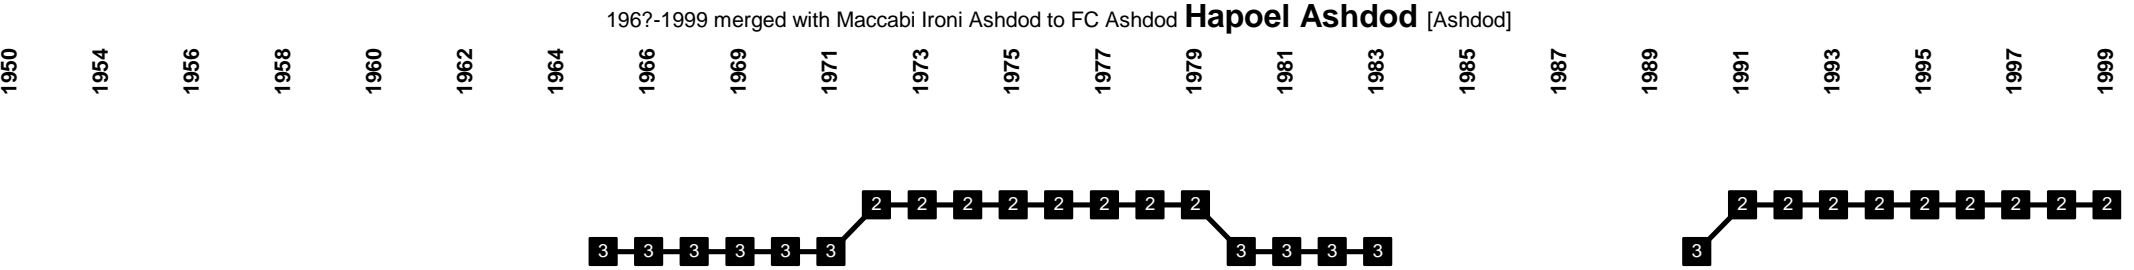 196?-1999 merged with Maccabi Ironi Ashdod to FC Ashdod Hapoel Ashdod [Ashdod]
1950 1954 1956 1958 1960 1962 1964 1966 1969 1971 1973 1975 1977 1979 1981 1983 1985 1987 1989 1991 1993 1995 1997 1999
2 2 2 2 2 2 2 2 2 2 2 2 2 2 2 2 2
3 3 3 3 3 3 3 3 3 3 3